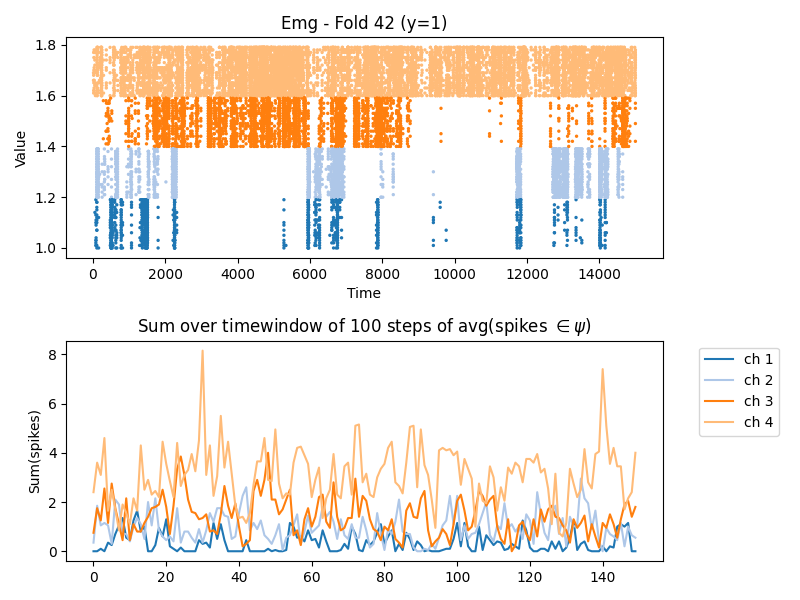 Emg - Fold 42 (y=1)
Value
1.8
1.6
1.4
1.2
1.0
0 2000 4000 6000 8000 10000 12000 14000
Time
Sum over timewindow of 100 steps of avg(spikes ∈ ψ)
Sum(spikes)
8
6
4
2
0
0 20 40 60 80 100 120 140
ch 1
ch 2
ch 3
ch 4